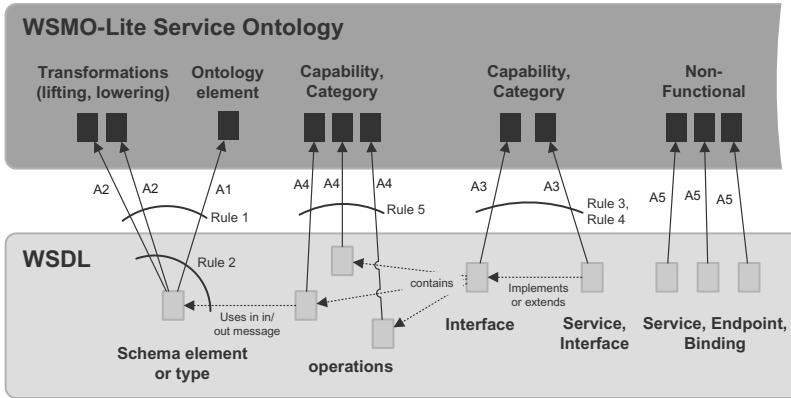 WSMO-Lite Service Ontology
Transformations
(lifting, lowering)
Ontology
element
Capability,
Category
Capability,
Category
Non-
Functional
A2
A2
A1
A4
A4
A4
A3
A3
A5
A5
A5
Rule 1
Rule 5
Rule 3,
Rule 4
WSDL
Rule 2
Uses in in/
out message
contains
Implements
or extends
Schema element
or type
operations
Interface
Service,
Interface
Service, Endpoint,
Binding